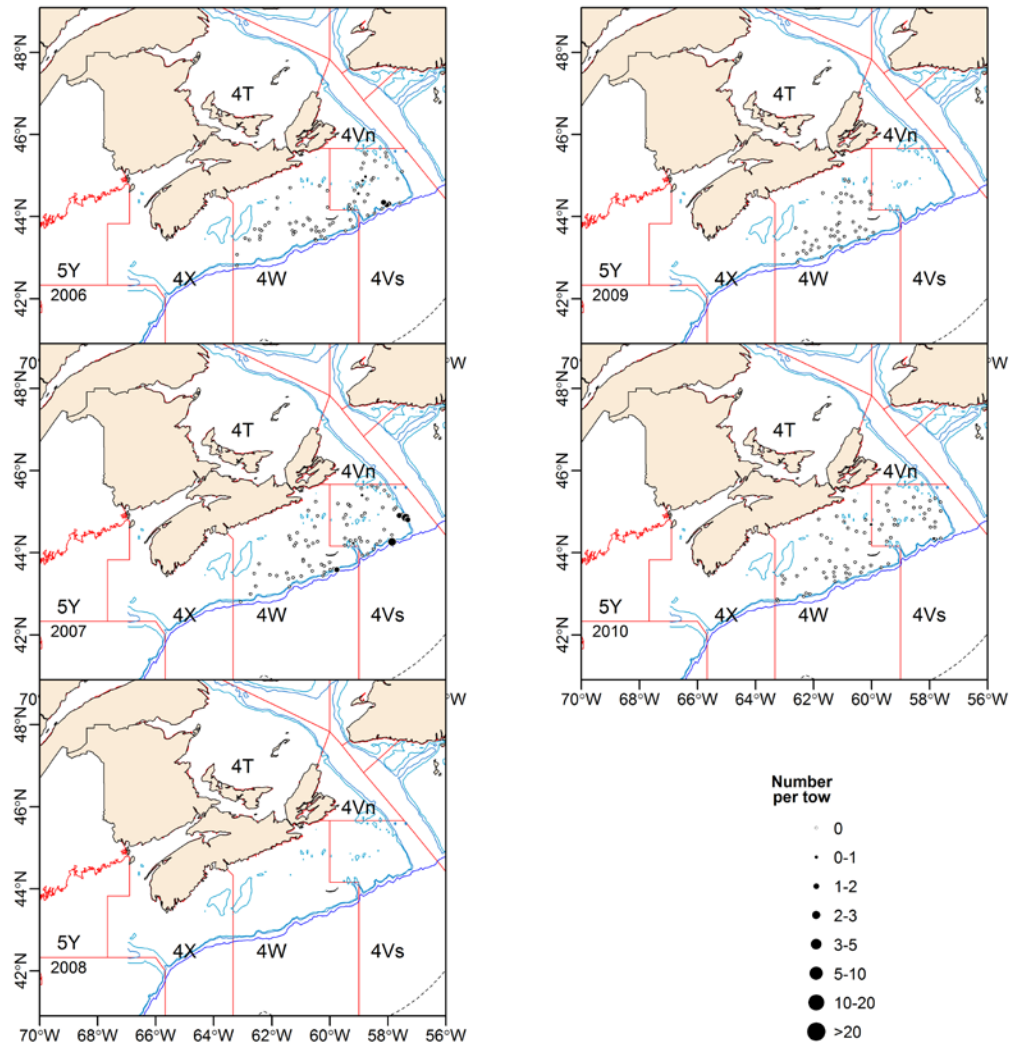 48°N
46°N
44°N
42°N
4T
4Vn
5Y
2006
4X
4W
4Vs
48°N
46°N
44°N
42°N
4T
4Vn
5Y
2009
4X
4W
4Vs
70°
°W
48°N
46°N
44°N
42°N
4T
4Vn
5Y
2007
4X
4W
4Vs
70°
°W
48°N
46°N
44°N
42°N
4T
4Vn
5Y
2010
4X
4W
4Vs
70°W 68°W 66°W 64°W 62°W 60°W 58°W 56°W
70°
°W
48°N
46°N
44°N
42°N
4T
4Vn
5Y
2008
4X
4W
4Vs
70°W 68°W 66°W 64°W 62°W 60°W 58°W 56°W
Number
per tow
0
0-1
1-2
2-3
3-5
5-10
10-20
>20